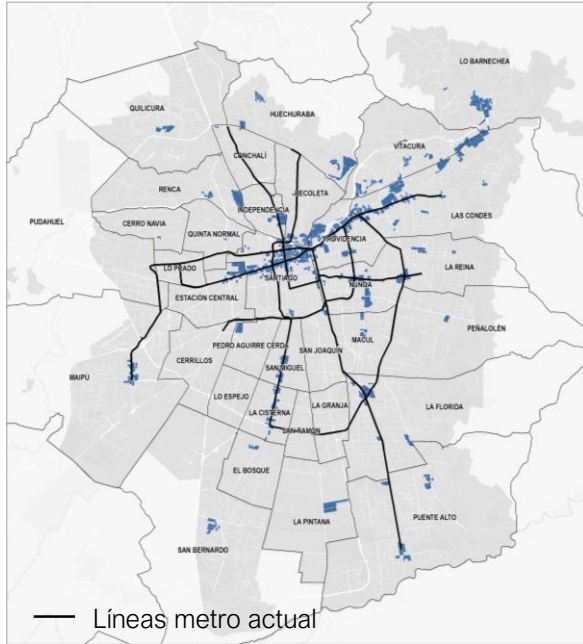 LO BARNECHEA
QUILICURA
HUECHURABA
VITACURA
CONCHALÍ
RENCA
RECOLETA
INDEPENDENCIA
PUDAHUEL
CERRO NAVIA
QUINTA NORMAL
LAS CONDES
PROVIDENCIA
LO PRADO
SANTIAGO
LA REINA
ÑUÑOA
ESTACIÓN CENTRAL
PEÑALOLÉN
MACUL
PEDRO AGUIRRE CERDA
SAN JOAQUÍN
CERRILLOS
MAIPÚ
SAN MIGUEL
LO ESPEJO
LA GRANJA
LA CISTERNA
LA FLORIDA
SAN RAMÓN
EL BOSQUE
LA PINTANA
PUENTE ALTO
SAN BERNARDO
Líneas metro actual